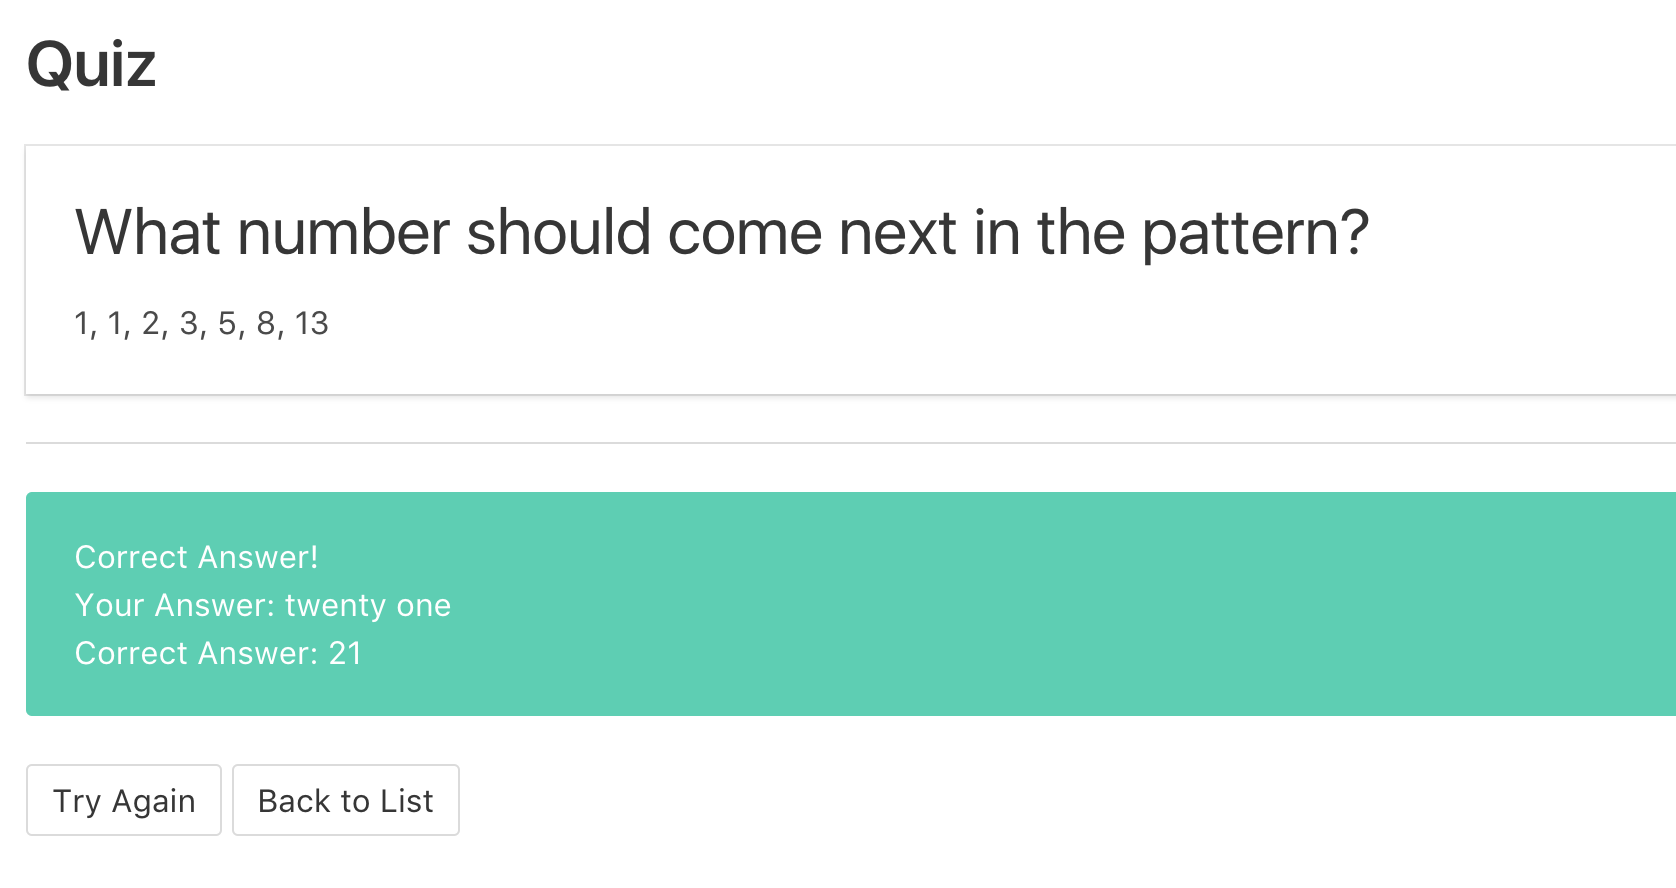 Quiz
What number should come next in the pattern?
1, 1, 2, 3, 5, 8, 13
Correct Answer!
Your Answer: twenty one
Correct Answer: 21
Try Again
Back to List